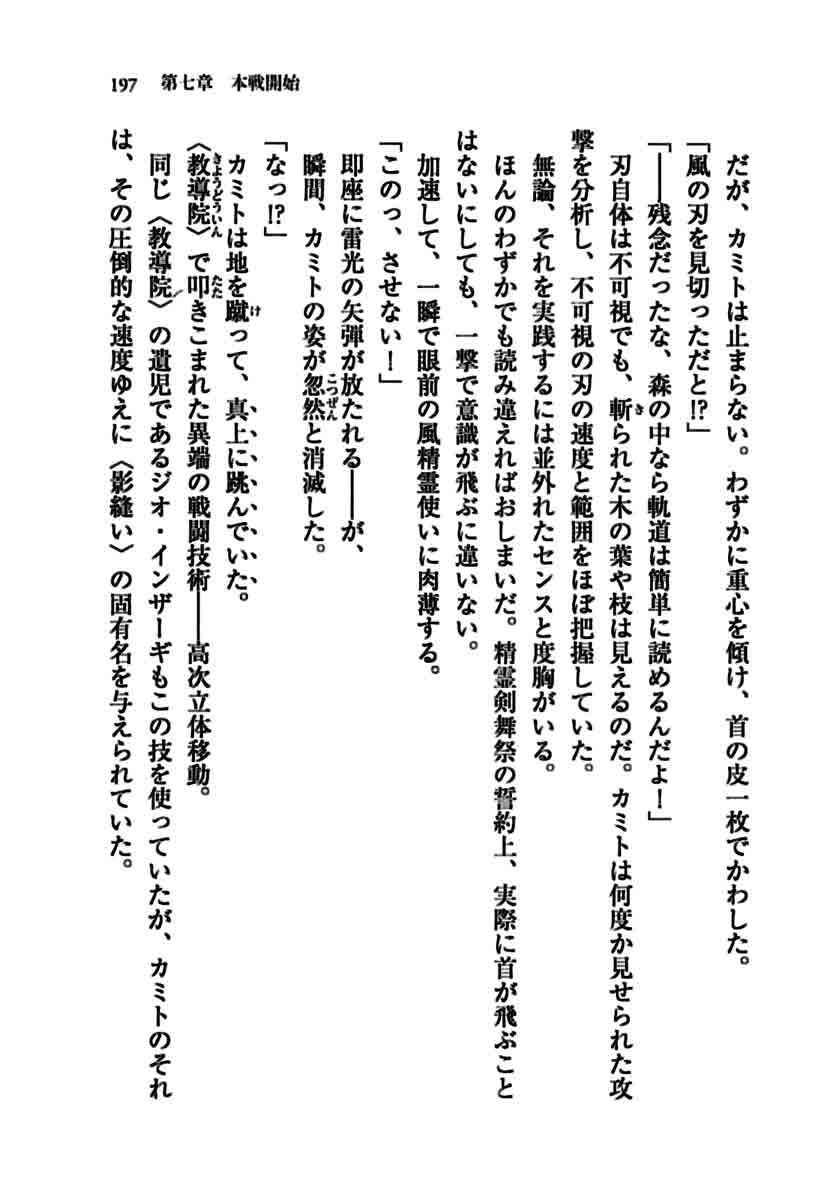 197　第七章　本戦開始
だが、カミトは止まらない。わずかに重心を傾け、首の皮一枚でかわした。
「風の刃を見切っただと!?」
「――残念だったな、森の中なら軌道は簡単に読めるんだよ！」
刃自体は不可視でも、斬られた木の葉や枝は見えるのだ。カミトは何度か見せられた攻
撃を分析し、不可視の刃の速度と範囲をほぼ把握していた。
無論、それを実践するには並外れたセンスと度胸がいる。
ほんのわずかでも読み違えればおしまいだ。精霊剣舞祭の誓約上、実際に首が飛ぶこと
はないにしても、一撃で意識が飛ぶに違いない。
加速して、一瞬で眼前の風精霊使いに肉薄する。
「このっ、させない！」
即座に雷光の矢弾が放たれる――が、
瞬間、カミトの姿が忽然と消滅した。
「なっ!?」
カミトは地を蹴って、真上に跳んでいた。
〈教導院〉で叩きこまれた異端の戦闘技術――高次立体移動。
同じ〈教導院〉の遺児であるジオ・インザーギもこの技を使っていたが、カミトのそれ
は、その圧倒的な速度ゆえに〈影縫い〉の固有名を与えられていた。